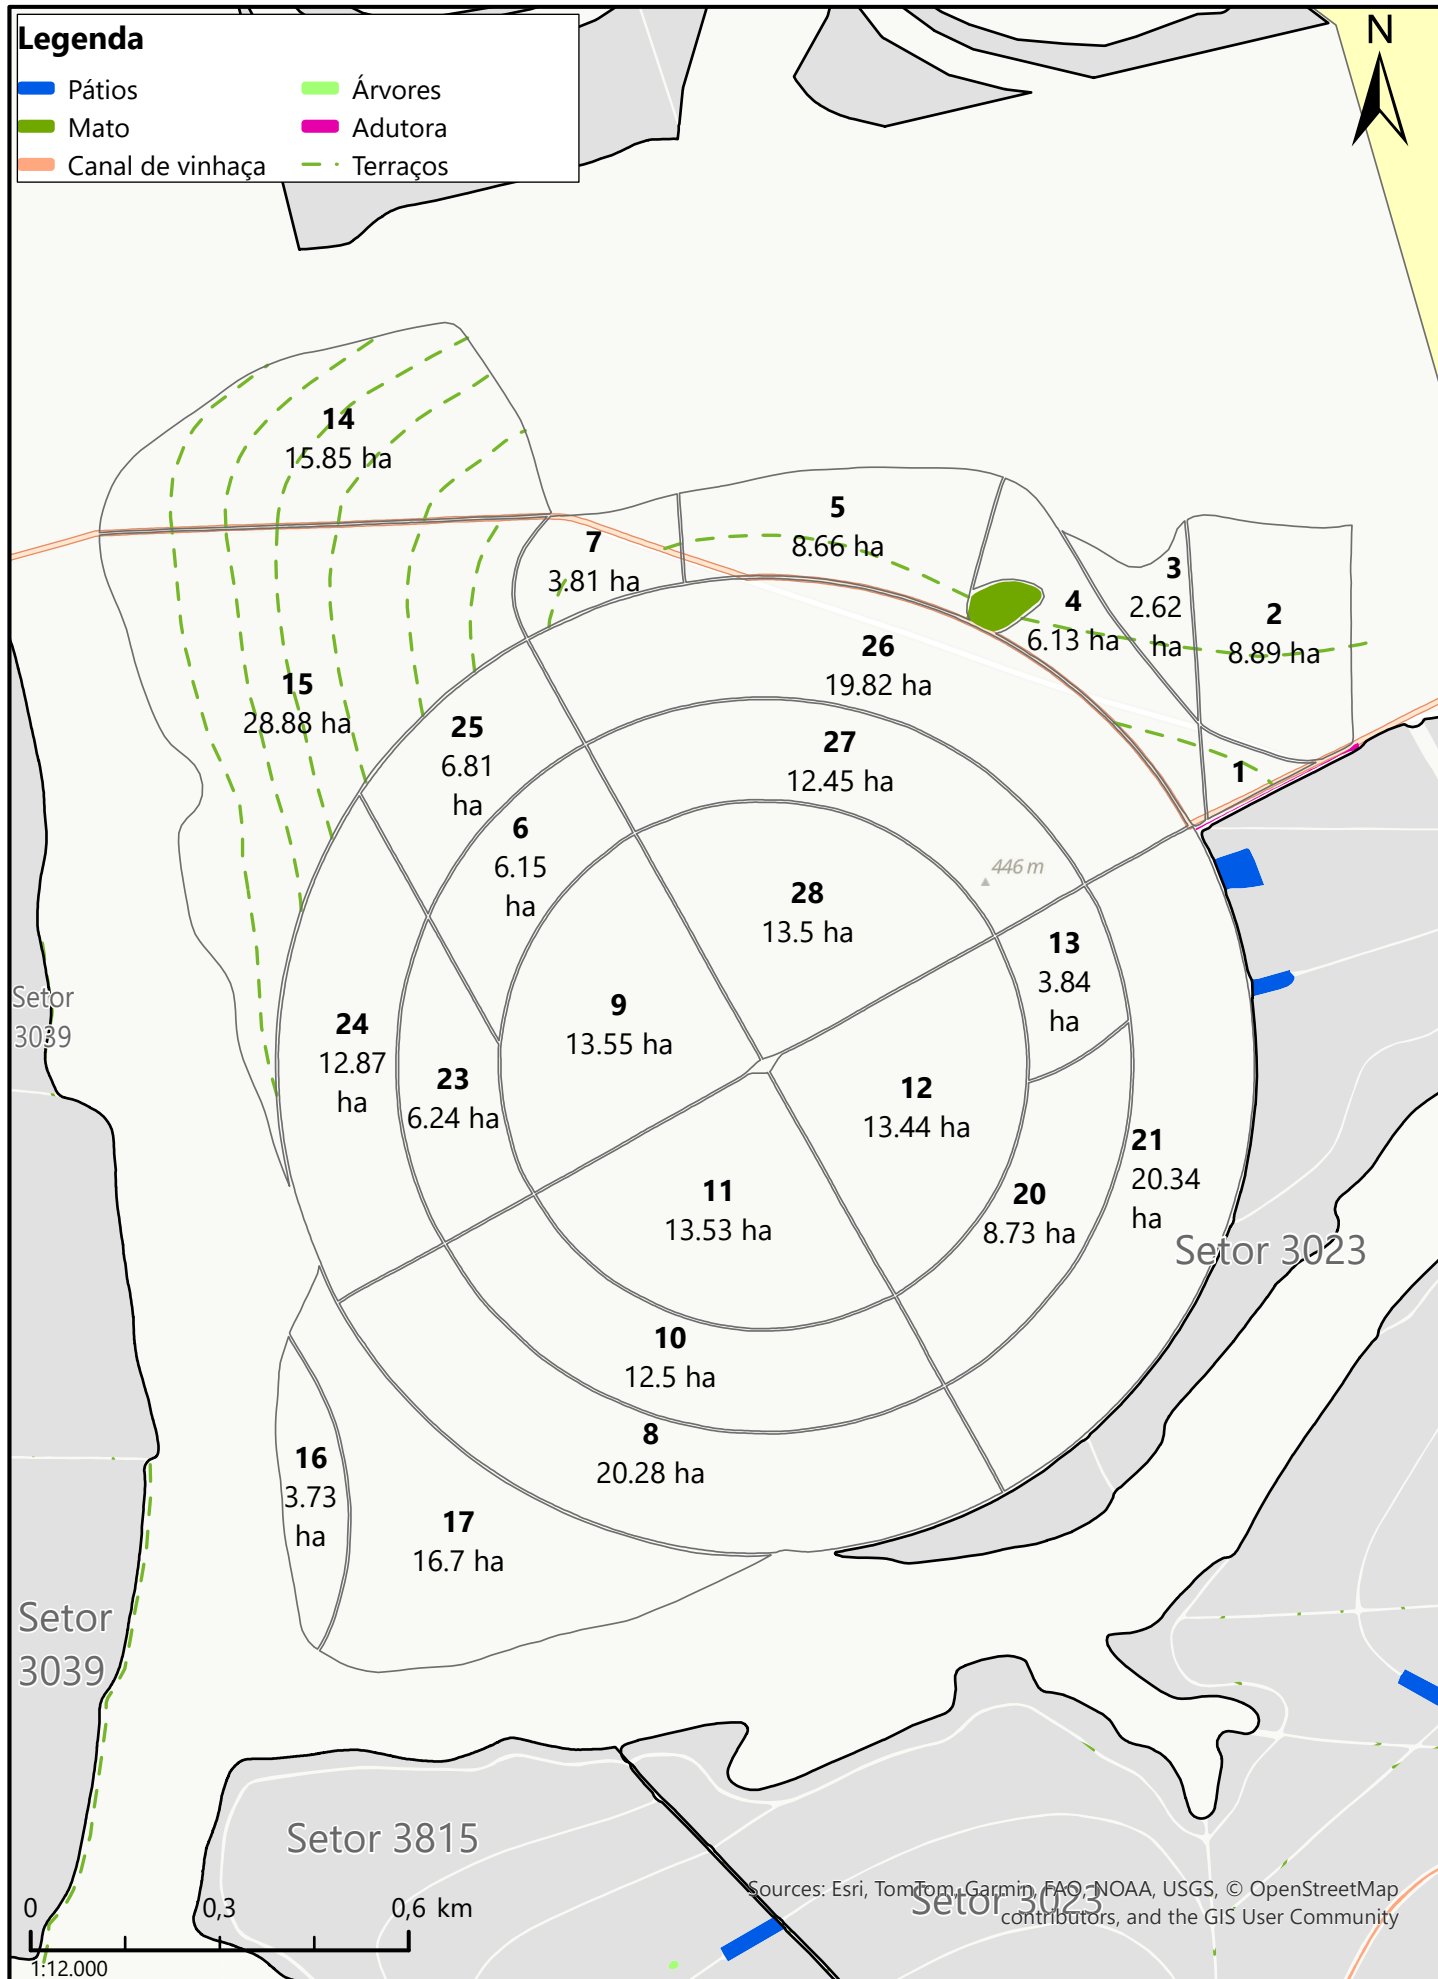 Legenda
Pátios
Mato
Canal de vinhaça
Árvores
Adutora
Terraços
N
14
15.85 ha
5
8.66 ha
7
3.81 ha
3
2.62
ha
4
6.13 ha
2
8.89 ha
26
19.82 ha
15
28.88 ha
25
6.81
ha
27
12.45 ha
1
6
6.15
ha
446 m
28
13.5 ha
13
3.84
ha
Setor
3039
9
13.55 ha
24
12.87
ha
23
6.24 ha
12
13.44 ha
21
20.34
ha
11
13.53 ha
20
8.73 ha
Setor 3023
10
12.5 ha
8
20.28 ha
16
3.73
ha
17
16.7 ha
Setor
3039
Setor 3815
Setor 3023
0 0,3 0,6 km
1:12.000
Sources: Esri, TomTom, Garmin, FAO, NOAA, USGS, © OpenStreetMap
contributors, and the GIS User Community